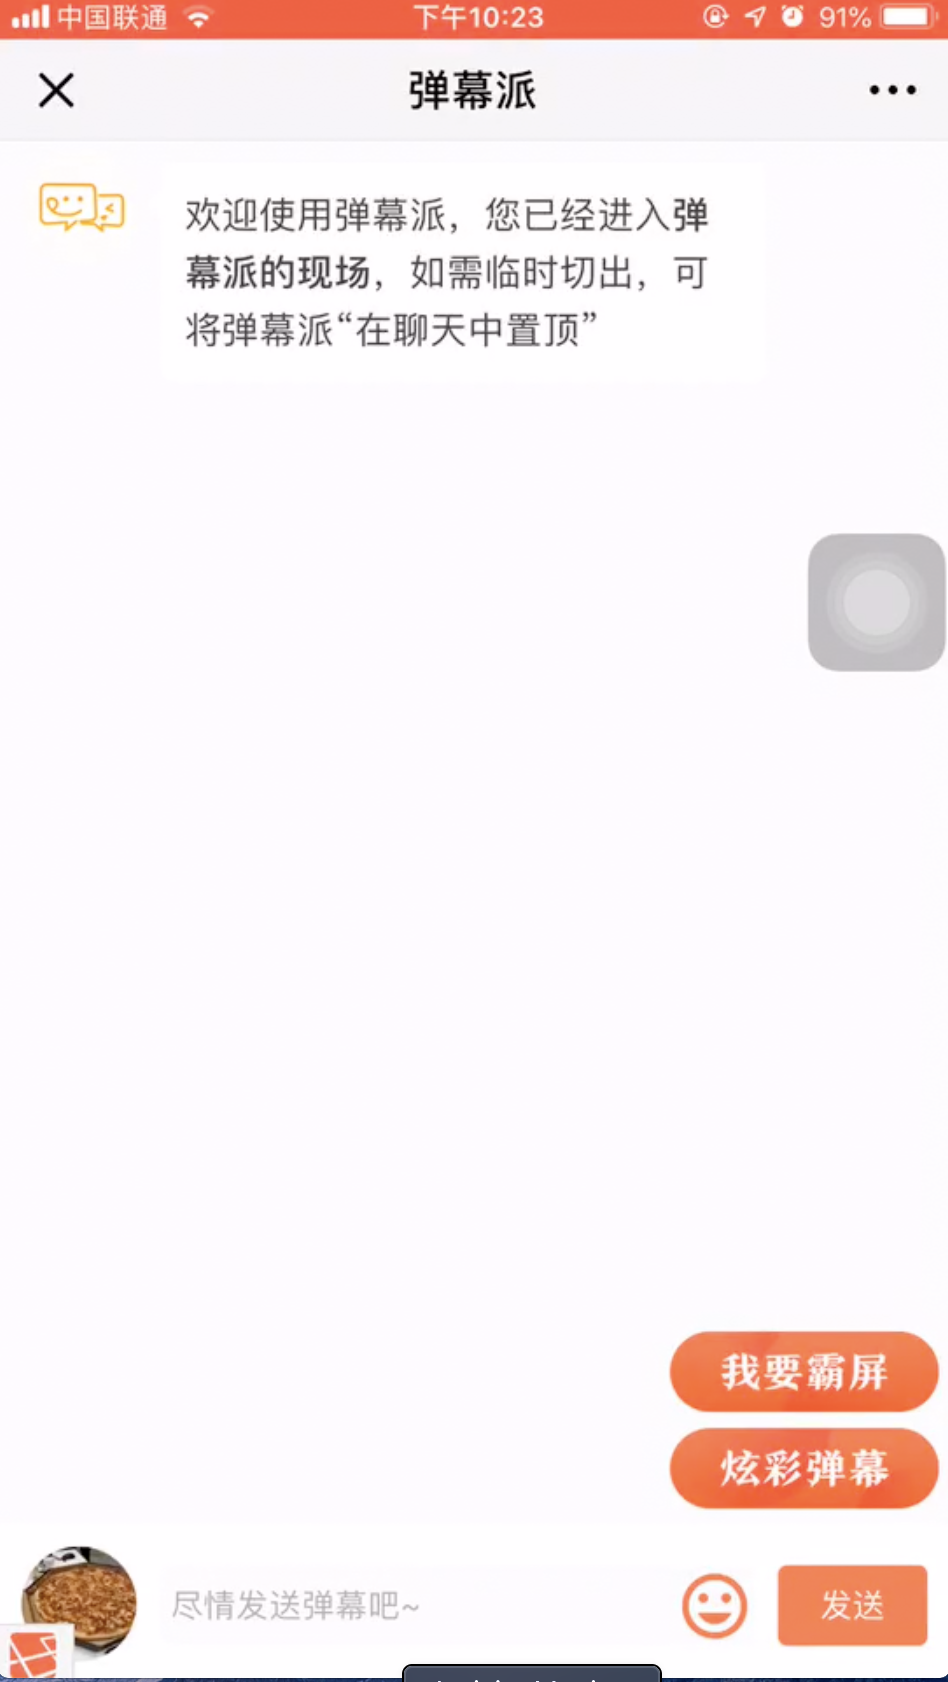 中国联通 下午10:23 91%
弹幕派
欢迎使用弹幕派，您已经进入弹
幕派的现场，如需临时切出，可
将弹幕派“在聊天中置顶”
我要霸屏
炫彩弹幕
尽情发送弹幕吧~ 发送